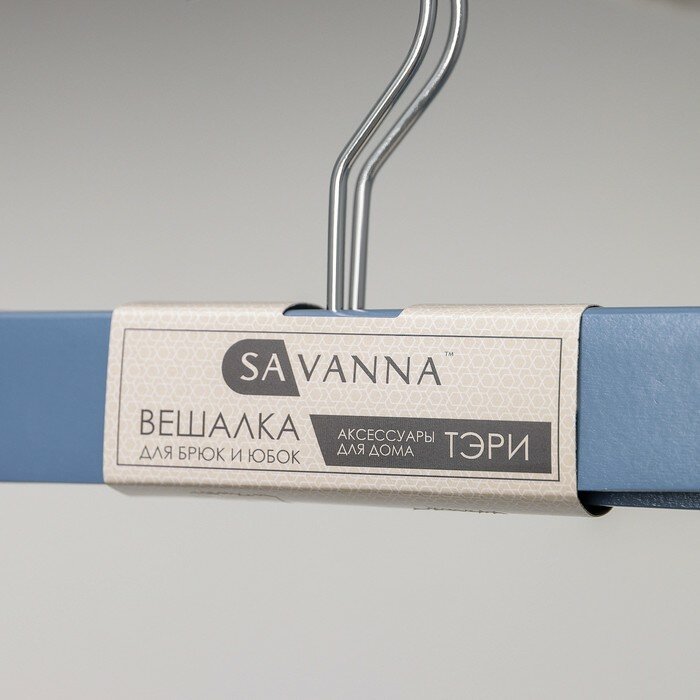 SAVANNA™
ВЕШАЛКА
ДЛЯ БРЮК И ЮБОК
АКСЕССУАРЫ
ДЛЯ ДОМА
ТЭРИ